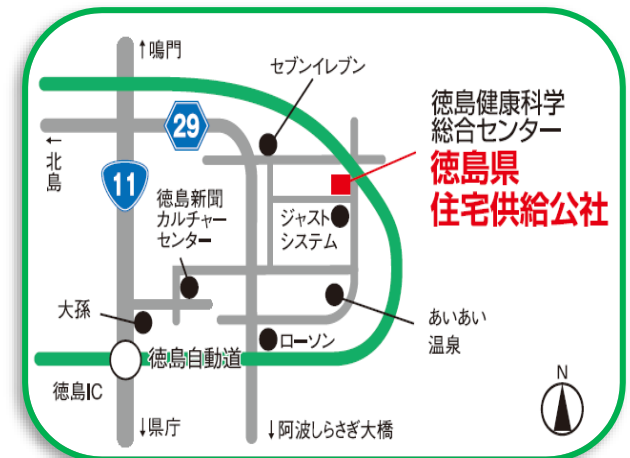 ↑鳴門
セブンイレブン
徳島健康科学
総合センター
徳島県
住宅供給公社
29
←
北島
11
徳島新聞
カルチャー
センター
ジャスト
システム
大孫
あいあい
温泉
ローソン
徳島自動道
徳島IC
N
↓県庁
↓阿波しらさぎ大橋